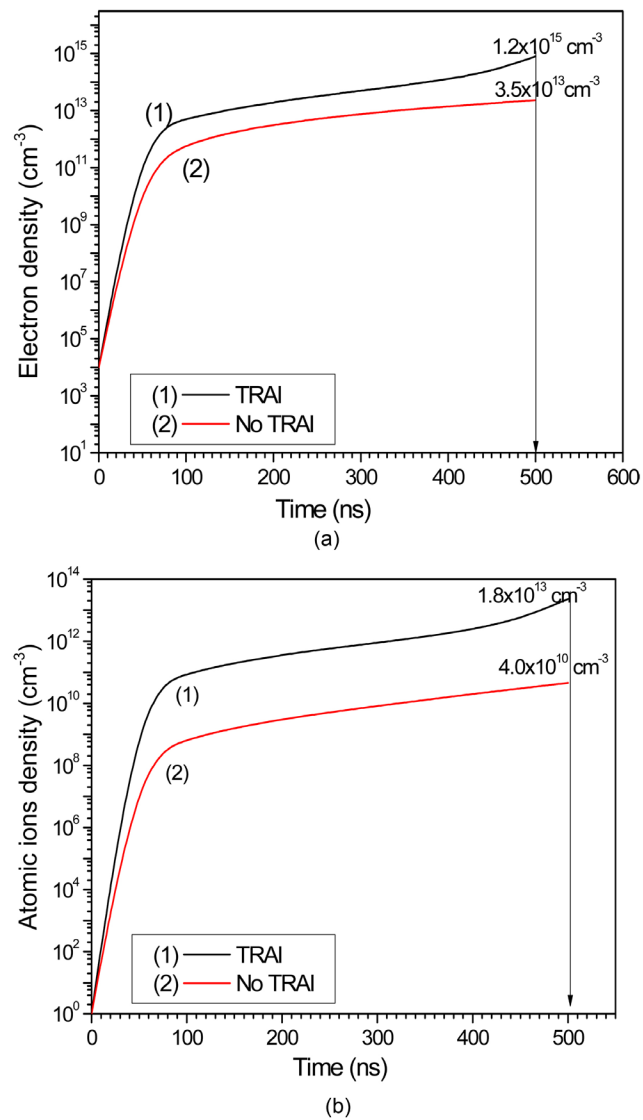 1.2x10^15 cm^-3
10^15
3.5x10^13cm^-3
10^13
(1)
10^11
(2)
10^9
10^7
10^5
10^3
10^1
Electron density (cm^-3)
(1) TRAI
(2) No TRAI
0 100 200 300 400 500 600
Time (ns)
(a)
10^14
1.8x10^13 cm^-3
10^12
4.0x10^10 cm^-3
10^10
(1)
10^8
(2)
10^6
10^4
10^2
10^0
Atomic ions density (cm^-3)
(1) TRAI
(2) No TRAI
0 100 200 300 400 500
Time (ns)
(b)